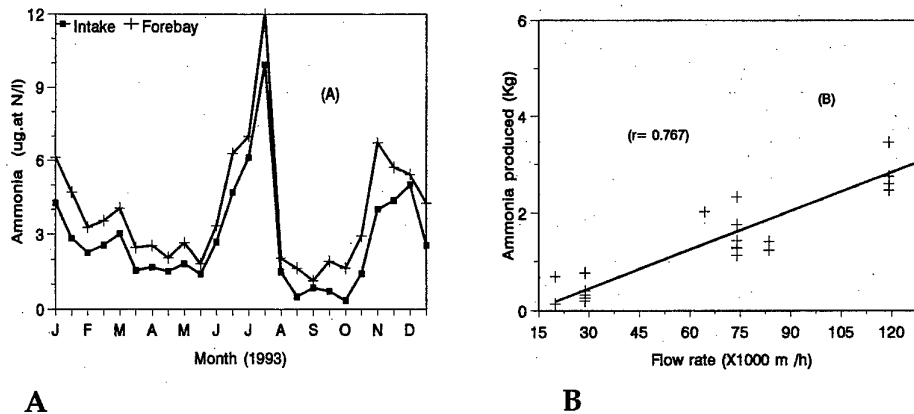 Intake Forebay
Ammonia (ug.at N/l)
12
9
6
3
0
(A)
J F M A M J J A S O N D
Month (1993)
A
Ammonia produced (Kg)
6
4
2
0
(B)
(r= 0.767)
15 30 45 60 75 90 105 120
Flow rate (X1000 m /h)
B